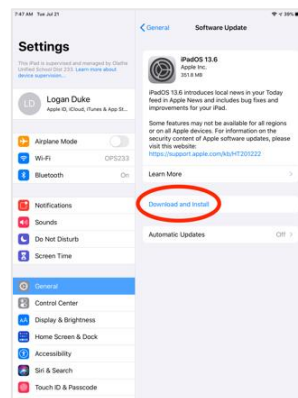 7:47 AM Tue Jul 21
39%
Settings
This iPad is supervised and managed by Olathe
Unified School Dist 233. Learn more about
device supervision...
LD
Logan Duke
Apple ID, iCloud, iTunes & App St...
Airplane Mode
Wi-Fi
OPS233
Bluetooth
On
Notifications
Sounds
Do Not Disturb
Screen Time
General
Control Center
AA
Display & Brightness
Home Screen & Dock
Accessibility
Siri & Search
Touch ID & Passcode
General
Software Update
iPadOS 13.6
Apple Inc.
351.6 MB
iPadOS 13.6 introduces local news in your Today
feed in Apple News and includes bug fixes and
improvements for your iPad.
Some features may not be available for all regions
or on all Apple devices. For information on the
security content of Apple software updates, please
visit this website:
https://support.apple.com/kb/HT201222
Learn More
Download and Install
Automatic Updates
Off